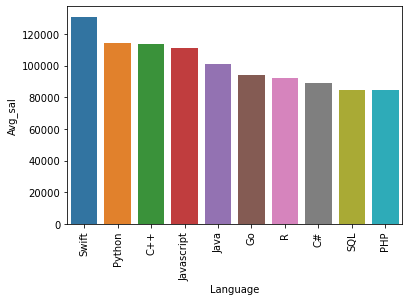 120000
100000
80000
60000
40000
20000
0
Avg_sal
Swift
Python
C++
Javascript
Java
Go
R
C#
SQL
PHP
Language